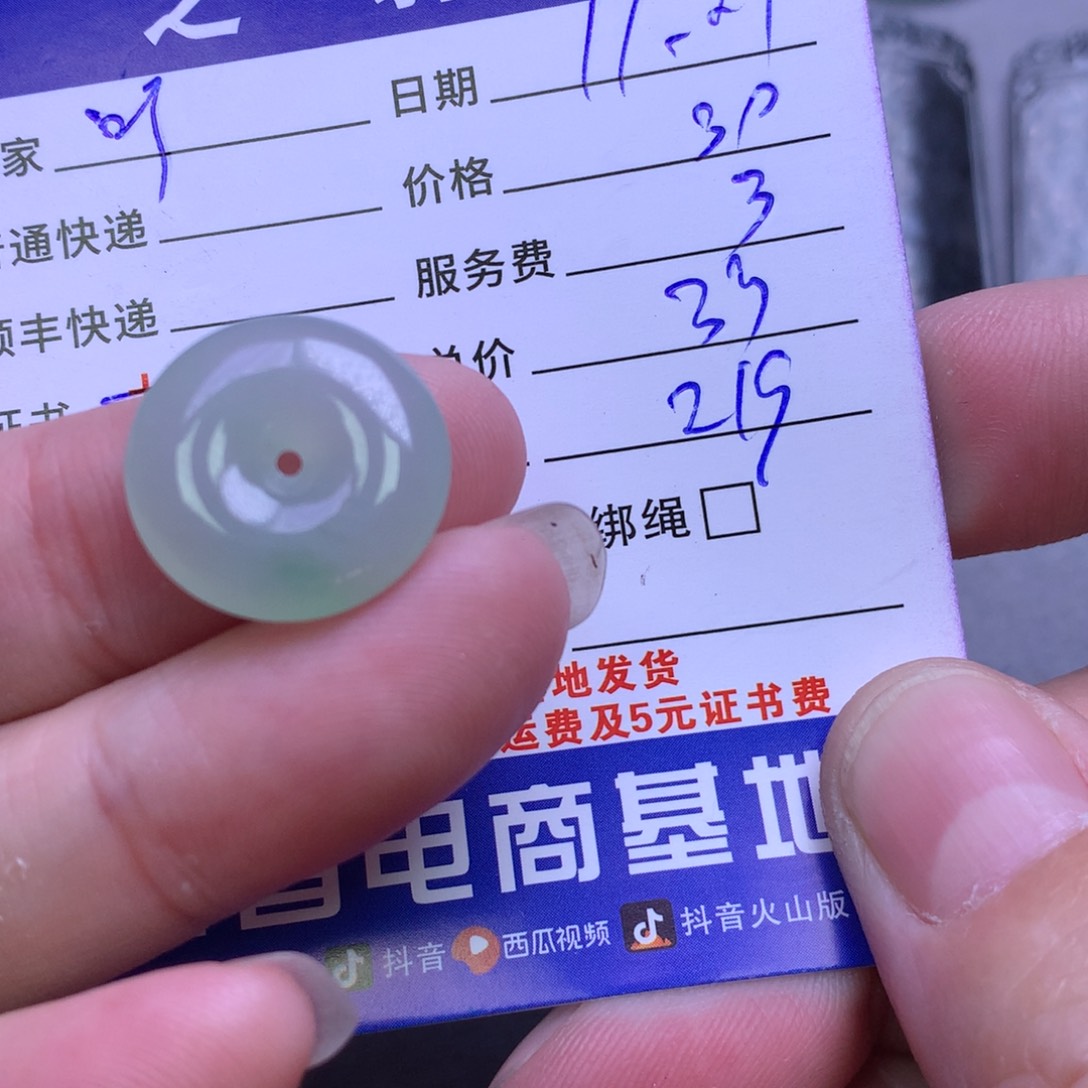 家 日期 11.21
通快递 价格 30
丰快递 服务费 3
总价 33
证书 219
绑绳
地发货
运费及5元证书费
电商基地
抖音 西瓜视频 抖音火山版